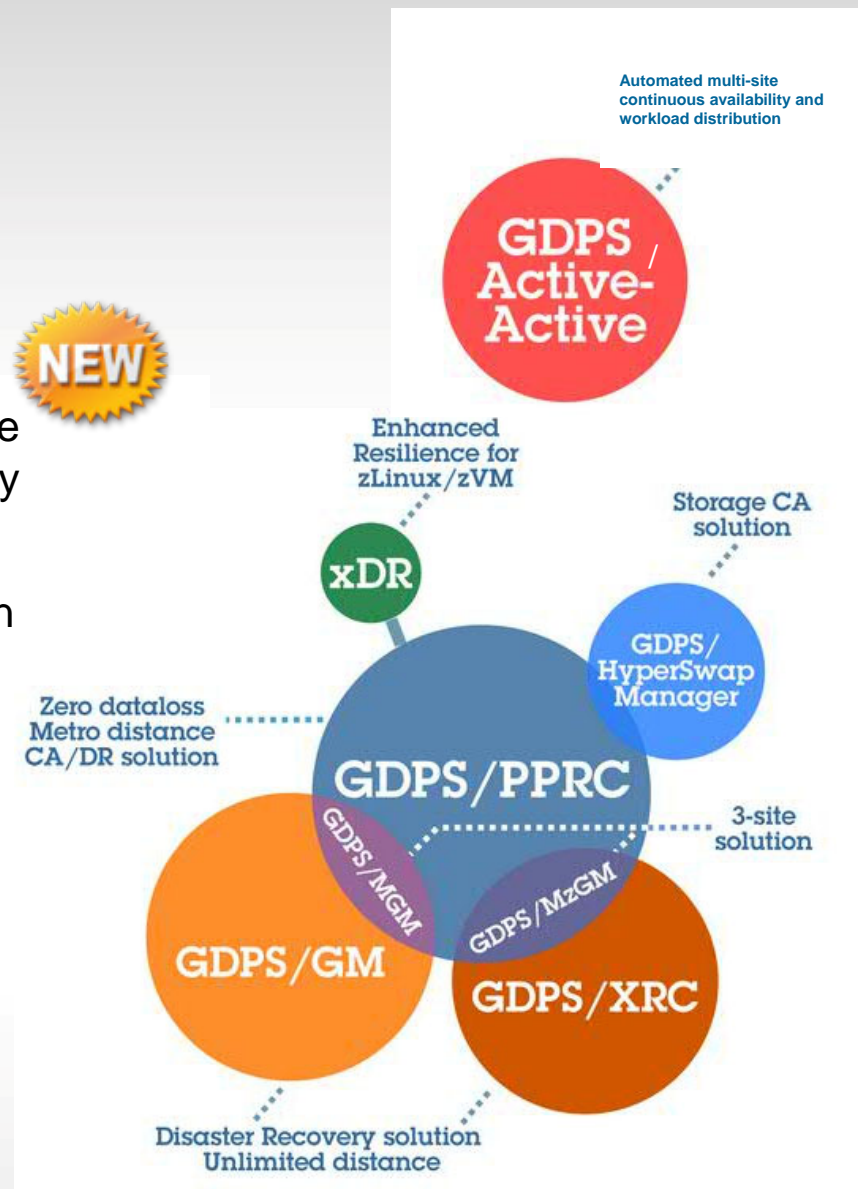 Automated multi-site
continuous availability and
workload distribution
GDPS /
Active-
Active
NEW
e
y
n
Enhanced
Resilience for
zLinux/zVM
Storage CA
solution
xDR
GDPS/
HyperSwap
Manager
Zero dataloss
Metro distance
CA/DR solution
GDPS/PPRC
3-site
solution
GDPS/MGM
GDPS/MzGM
GDPS/GM
GDPS/XRC
Disaster Recovery solution
Unlimited distance